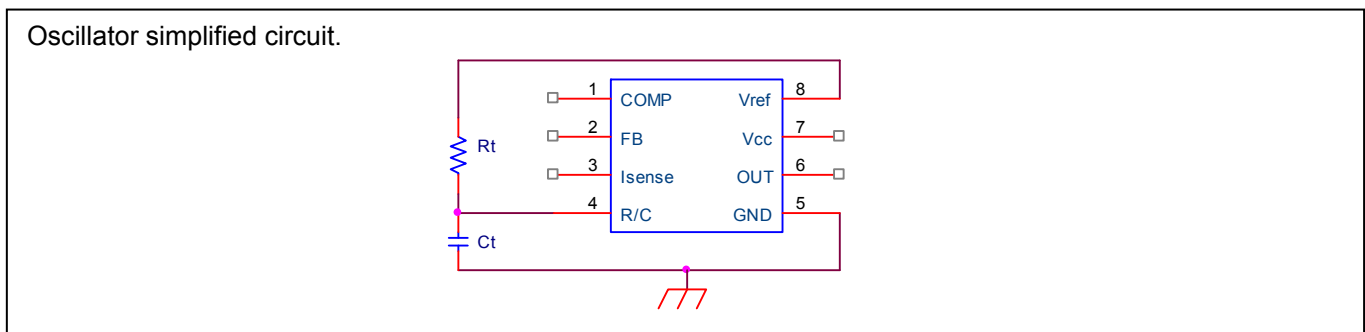 Oscillator simplified circuit.
1 COMP Vref 8
2 FB Vcc 7
Rt
3 Isense OUT 6
4 R/C GND 5
Ct